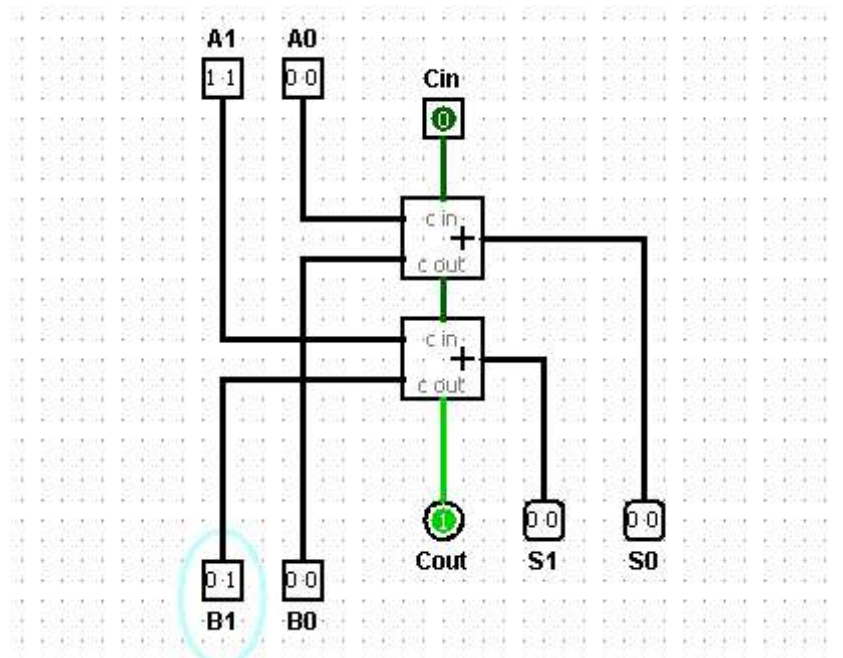 A1 A0
1 1 0 0
Cin
0
c in
+
c out
c in
+
c out
1 0 0 0 0
Cout S1 S0
0 1 0 0
B1 B0